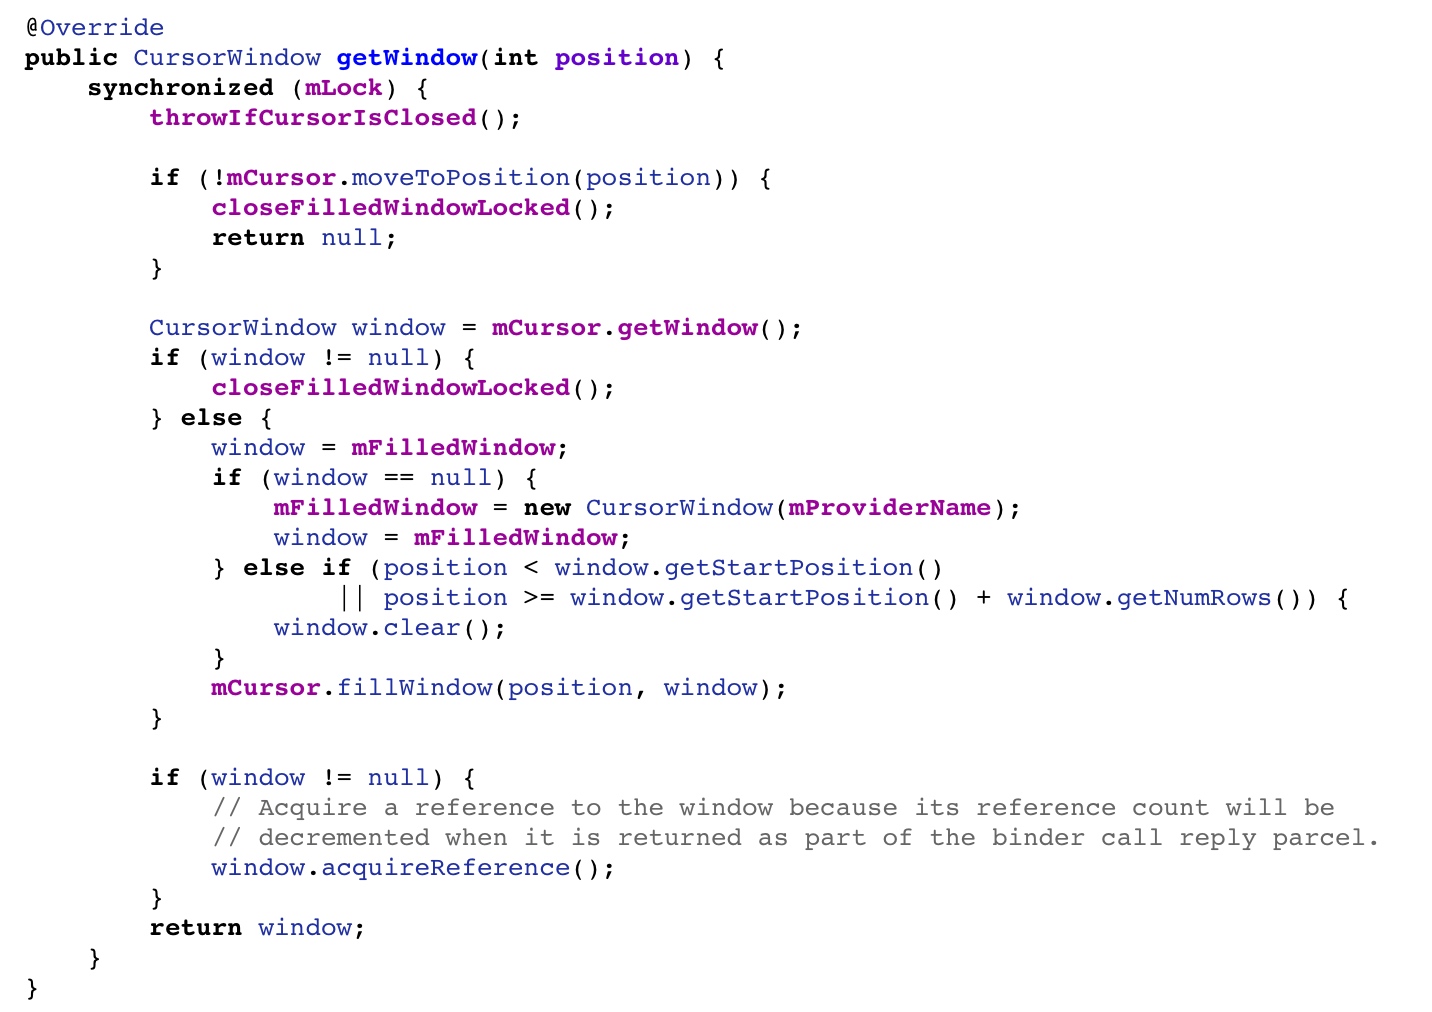 @Override
public CursorWindow getWindow(int position) {
    synchronized (mLock) {
        throwIfCursorIsClosed();

        if (!mCursor.moveToPosition(position)) {
            closeFilledWindowLocked();
            return null;
        }

        CursorWindow window = mCursor.getWindow();
        if (window != null) {
            closeFilledWindowLocked();
        } else {
            window = mFilledWindow;
            if (window == null) {
                mFilledWindow = new CursorWindow(mProviderName);
                window = mFilledWindow;
            } else if (position < window.getStartPosition()
                    || position >= window.getStartPosition() + window.getNumRows()) {
                window.clear();
            }
            mCursor.fillWindow(position, window);
        }

        if (window != null) {
            // Acquire a reference to the window because its reference count will be
            // decremented when it is returned as part of the binder call reply parcel.
            window.acquireReference();
        }
        return window;
    }
}